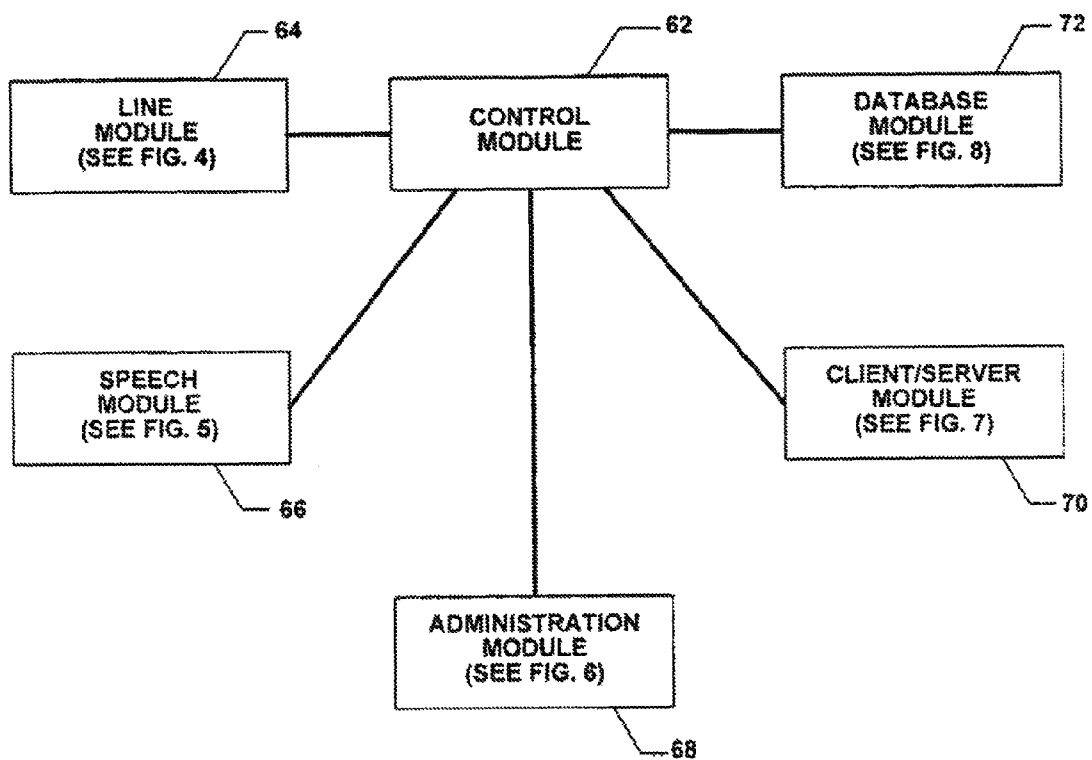 64
LINE
MODULE
(SEE FIG. 4)
62
CONTROL
MODULE
72
DATABASE
MODULE
(SEE FIG. 8)
SPEECH
MODULE
(SEE FIG. 5)
66
CLIENT/SERVER
MODULE
(SEE FIG. 7)
70
ADMINISTRATION
MODULE
(SEE FIG. 6)
68